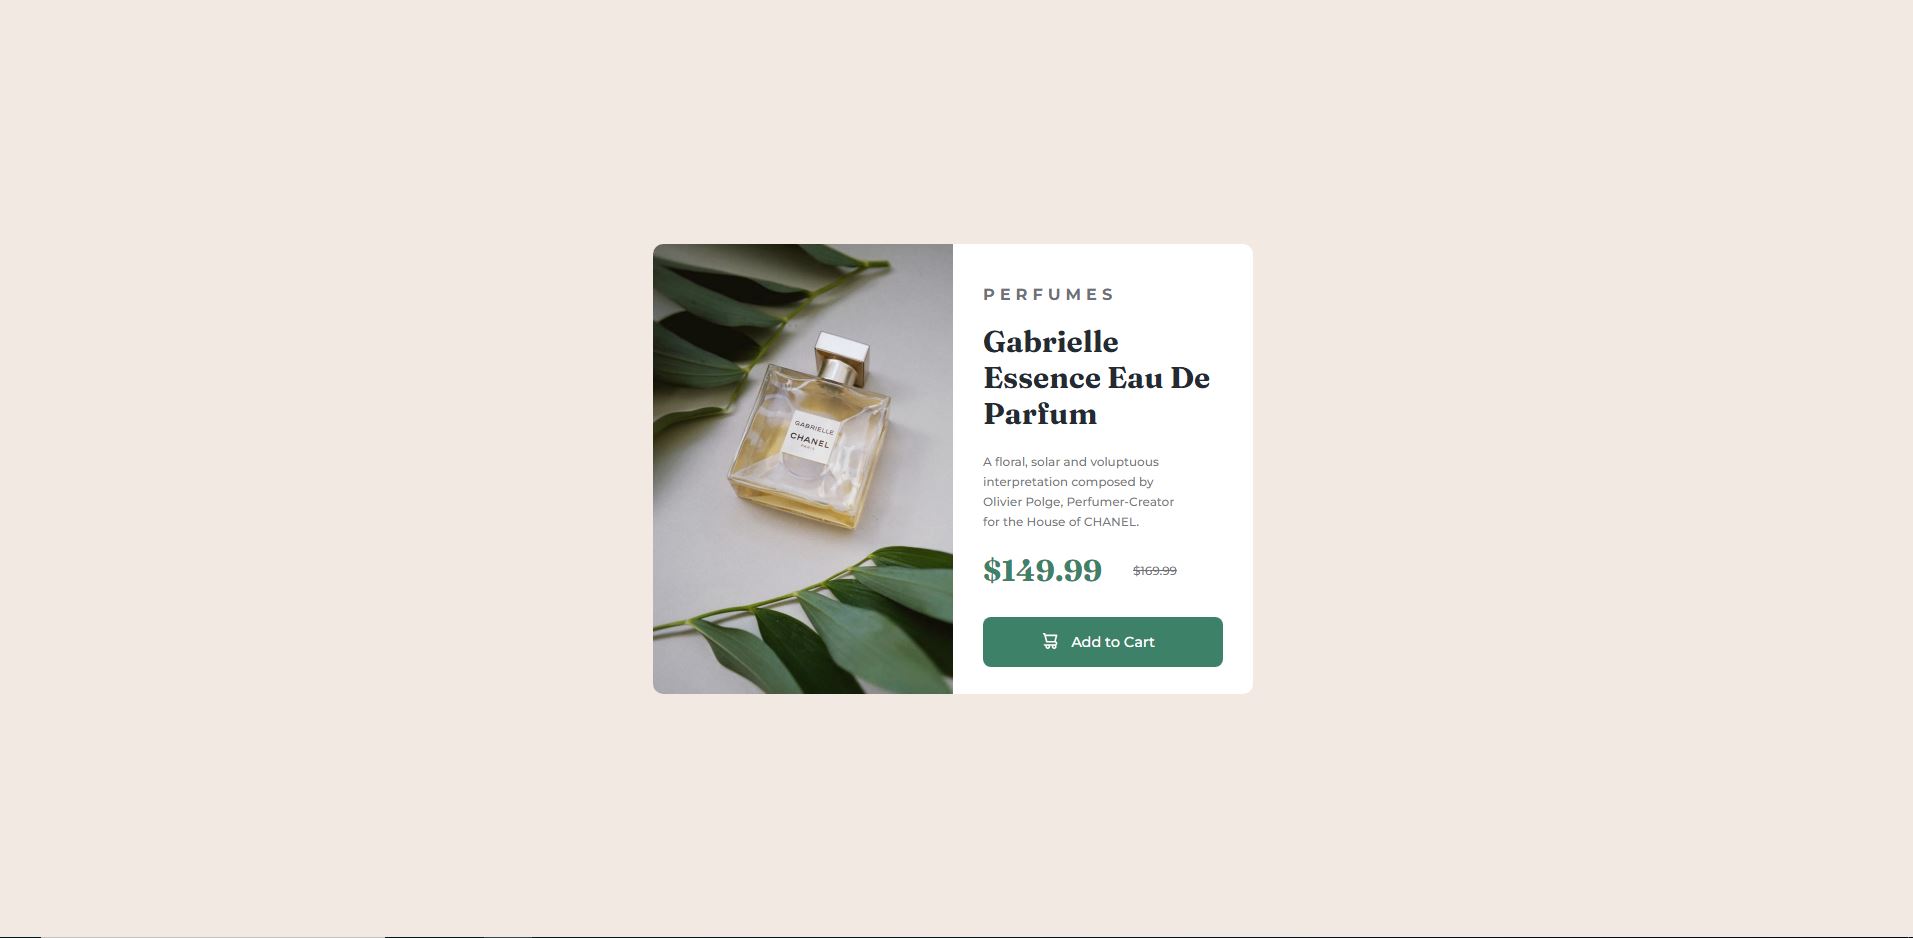 GABRIELLE
CHANEL
PARIS
PERFUMES
Gabrielle
Essence Eau De
Parfum
A floral, solar and voluptuous
interpretation composed by
Olivier Polge, Perfumer-Creator
for the House of CHANEL.
$149.99 $169.99
Add to Cart